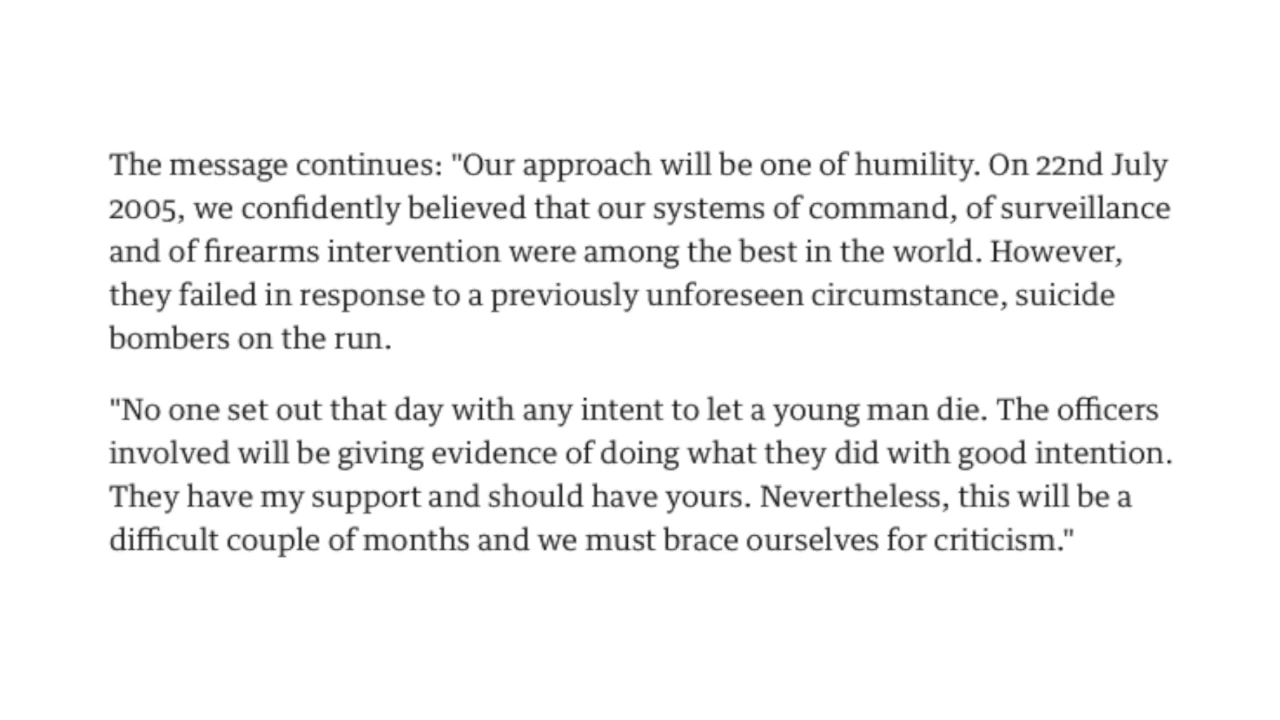 The message continues: "Our approach will be one of humility. On 22nd July
2005, we confidently believed that our systems of command, of surveillance
and of firearms intervention were among the best in the world. However,
they failed in response to a previously unforeseen circumstance, suicide
bombers on the run.
"No one set out that day with any intent to let a young man die. The officers
involved will be giving evidence of doing what they did with good intention.
They have my support and should have yours. Nevertheless, this will be a
difficult couple of months and we must brace ourselves for criticism."